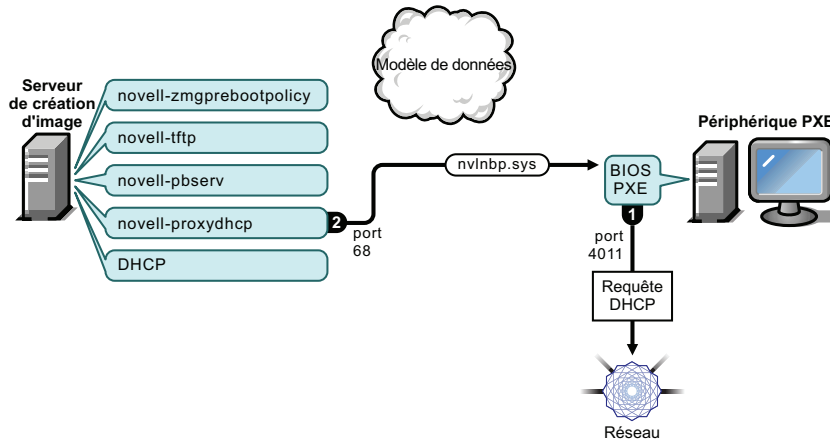 Modèle de données
Serveur
de création
d'image
novell-zmgprebootpolicy
novell-tftp
novell-pbserv
novell-proxydhcp
DHCP
2
port
68
nvlnbp.sys
BIOS
PXE
1
port
4011
Périphérique PXE
Requête
DHCP
Réseau